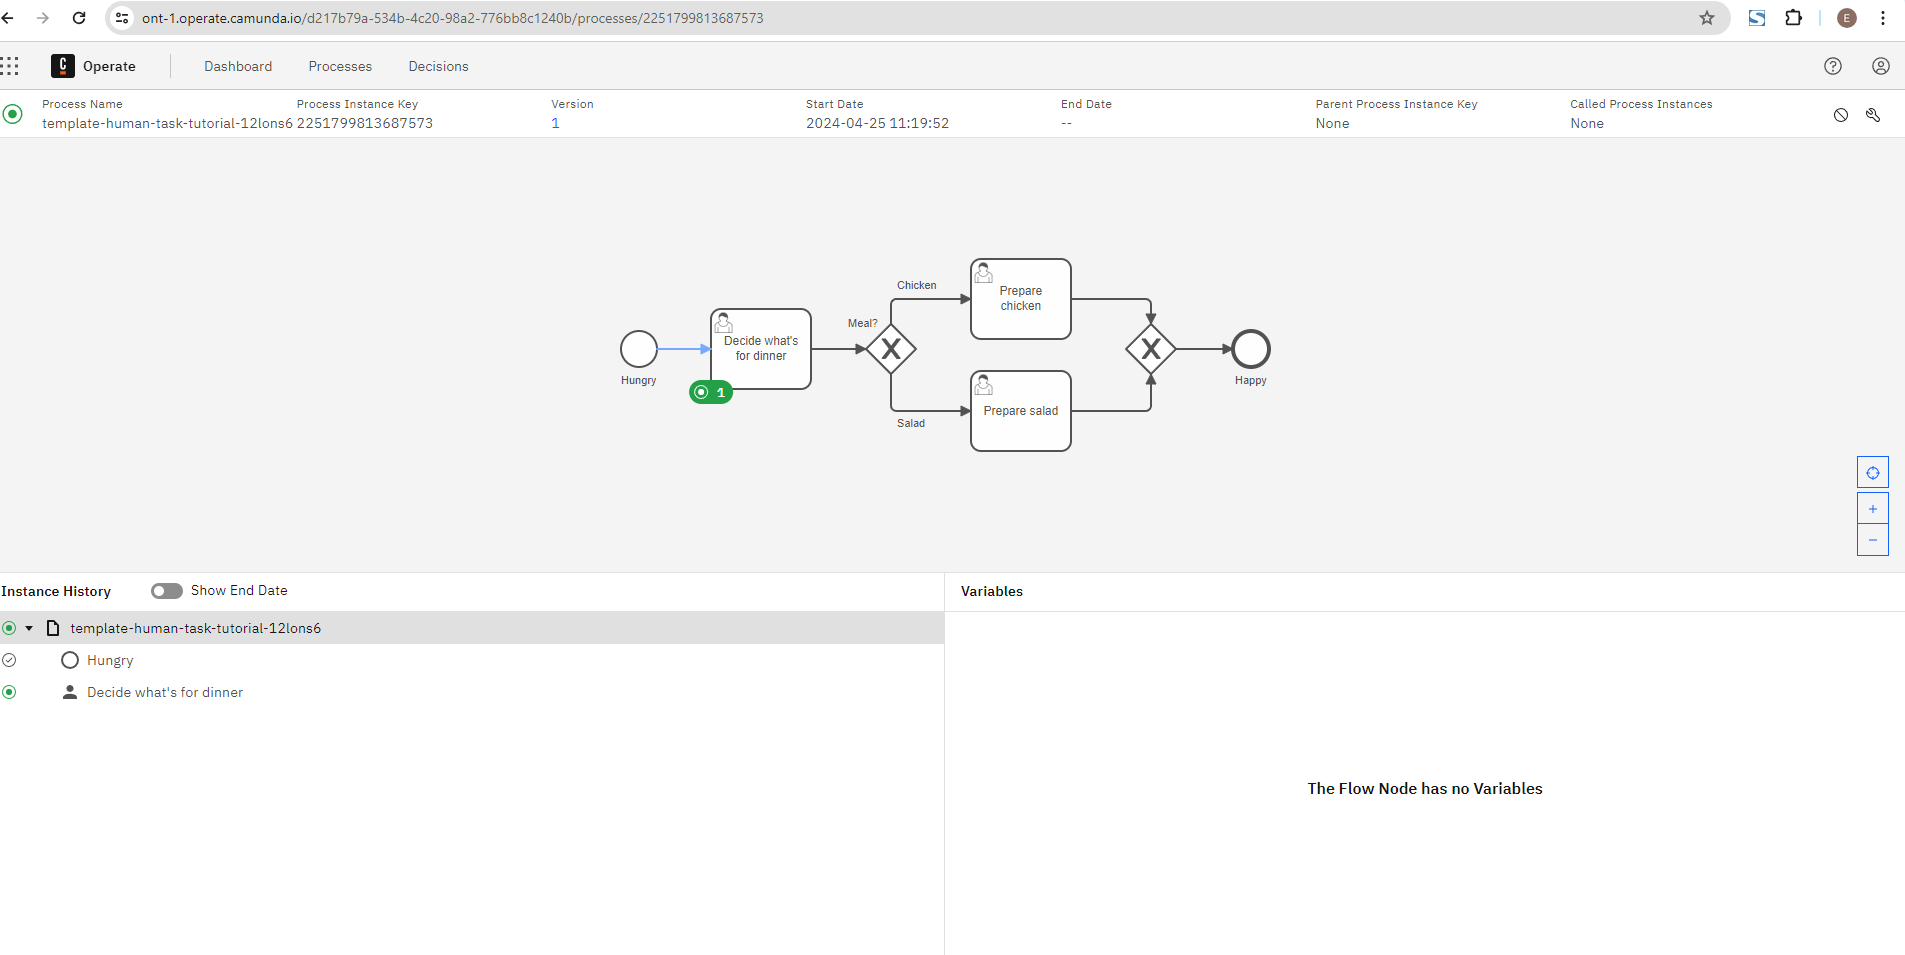 ont-1.operate.camunda.io/d217b79a-534b-4c20-98a2-776bb8c1240b/processes/2251799813687573
E
C Operate Dashboard Processes Decisions
Process Name Process Instance Key Version Start Date End Date Parent Process Instance Key Called Process Instances
template-human-task-tutorial-12lons6 2251799813687573 1 2024-04-25 11:19:52 -- None None
Chicken
Prepare
chicken
Meal?
Decide what's
for dinner
X
X
Hungry
Happy
1
Prepare salad
Salad
+
−
Instance History Show End Date Variables
template-human-task-tutorial-12lons6
Hungry
Decide what's for dinner
The Flow Node has no Variables